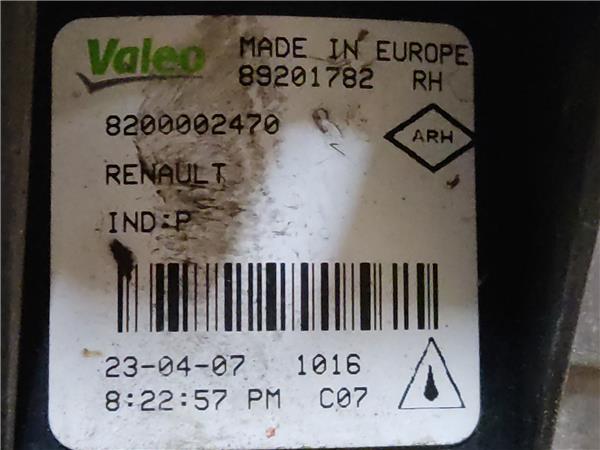 Valeo MADE IN EUROPE
89201782 RH
8200002470
ARH
RENAULT
IND:P
23-04-07 1016
8:22:57 PM C07